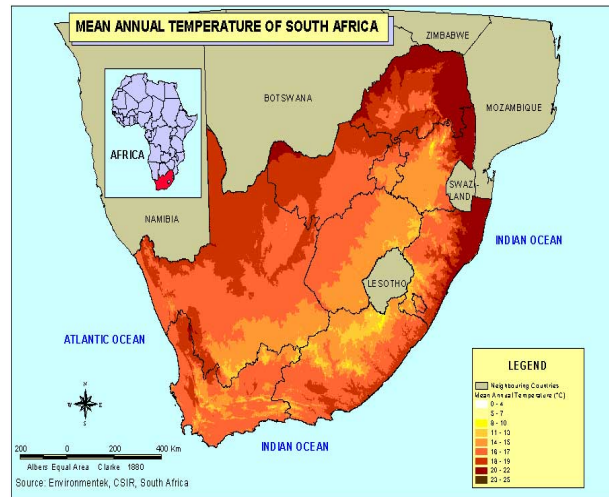 MEAN ANNUAL TEMPERATURE OF SOUTH AFRICA
ZIMBABWE
BOTSWANA
MOZAMBIQUE
AFRICA
SWAZI-
LAND
NAMIBIA
INDIAN OCEAN
LESOTHO
ATLANTIC OCEAN
LEGEND
Neighbouring Countries
Mean Annual Temperature (°C)
0 - 4
5 - 7
8 - 10
11 - 13
14 - 15
16 - 17
18 - 19
20 - 22
23 - 25
N
W E
S
INDIAN OCEAN
200 0 200 400 Km
Albers Equal Area Clarke 1880
Source: Environmentek, CSIR, South Africa